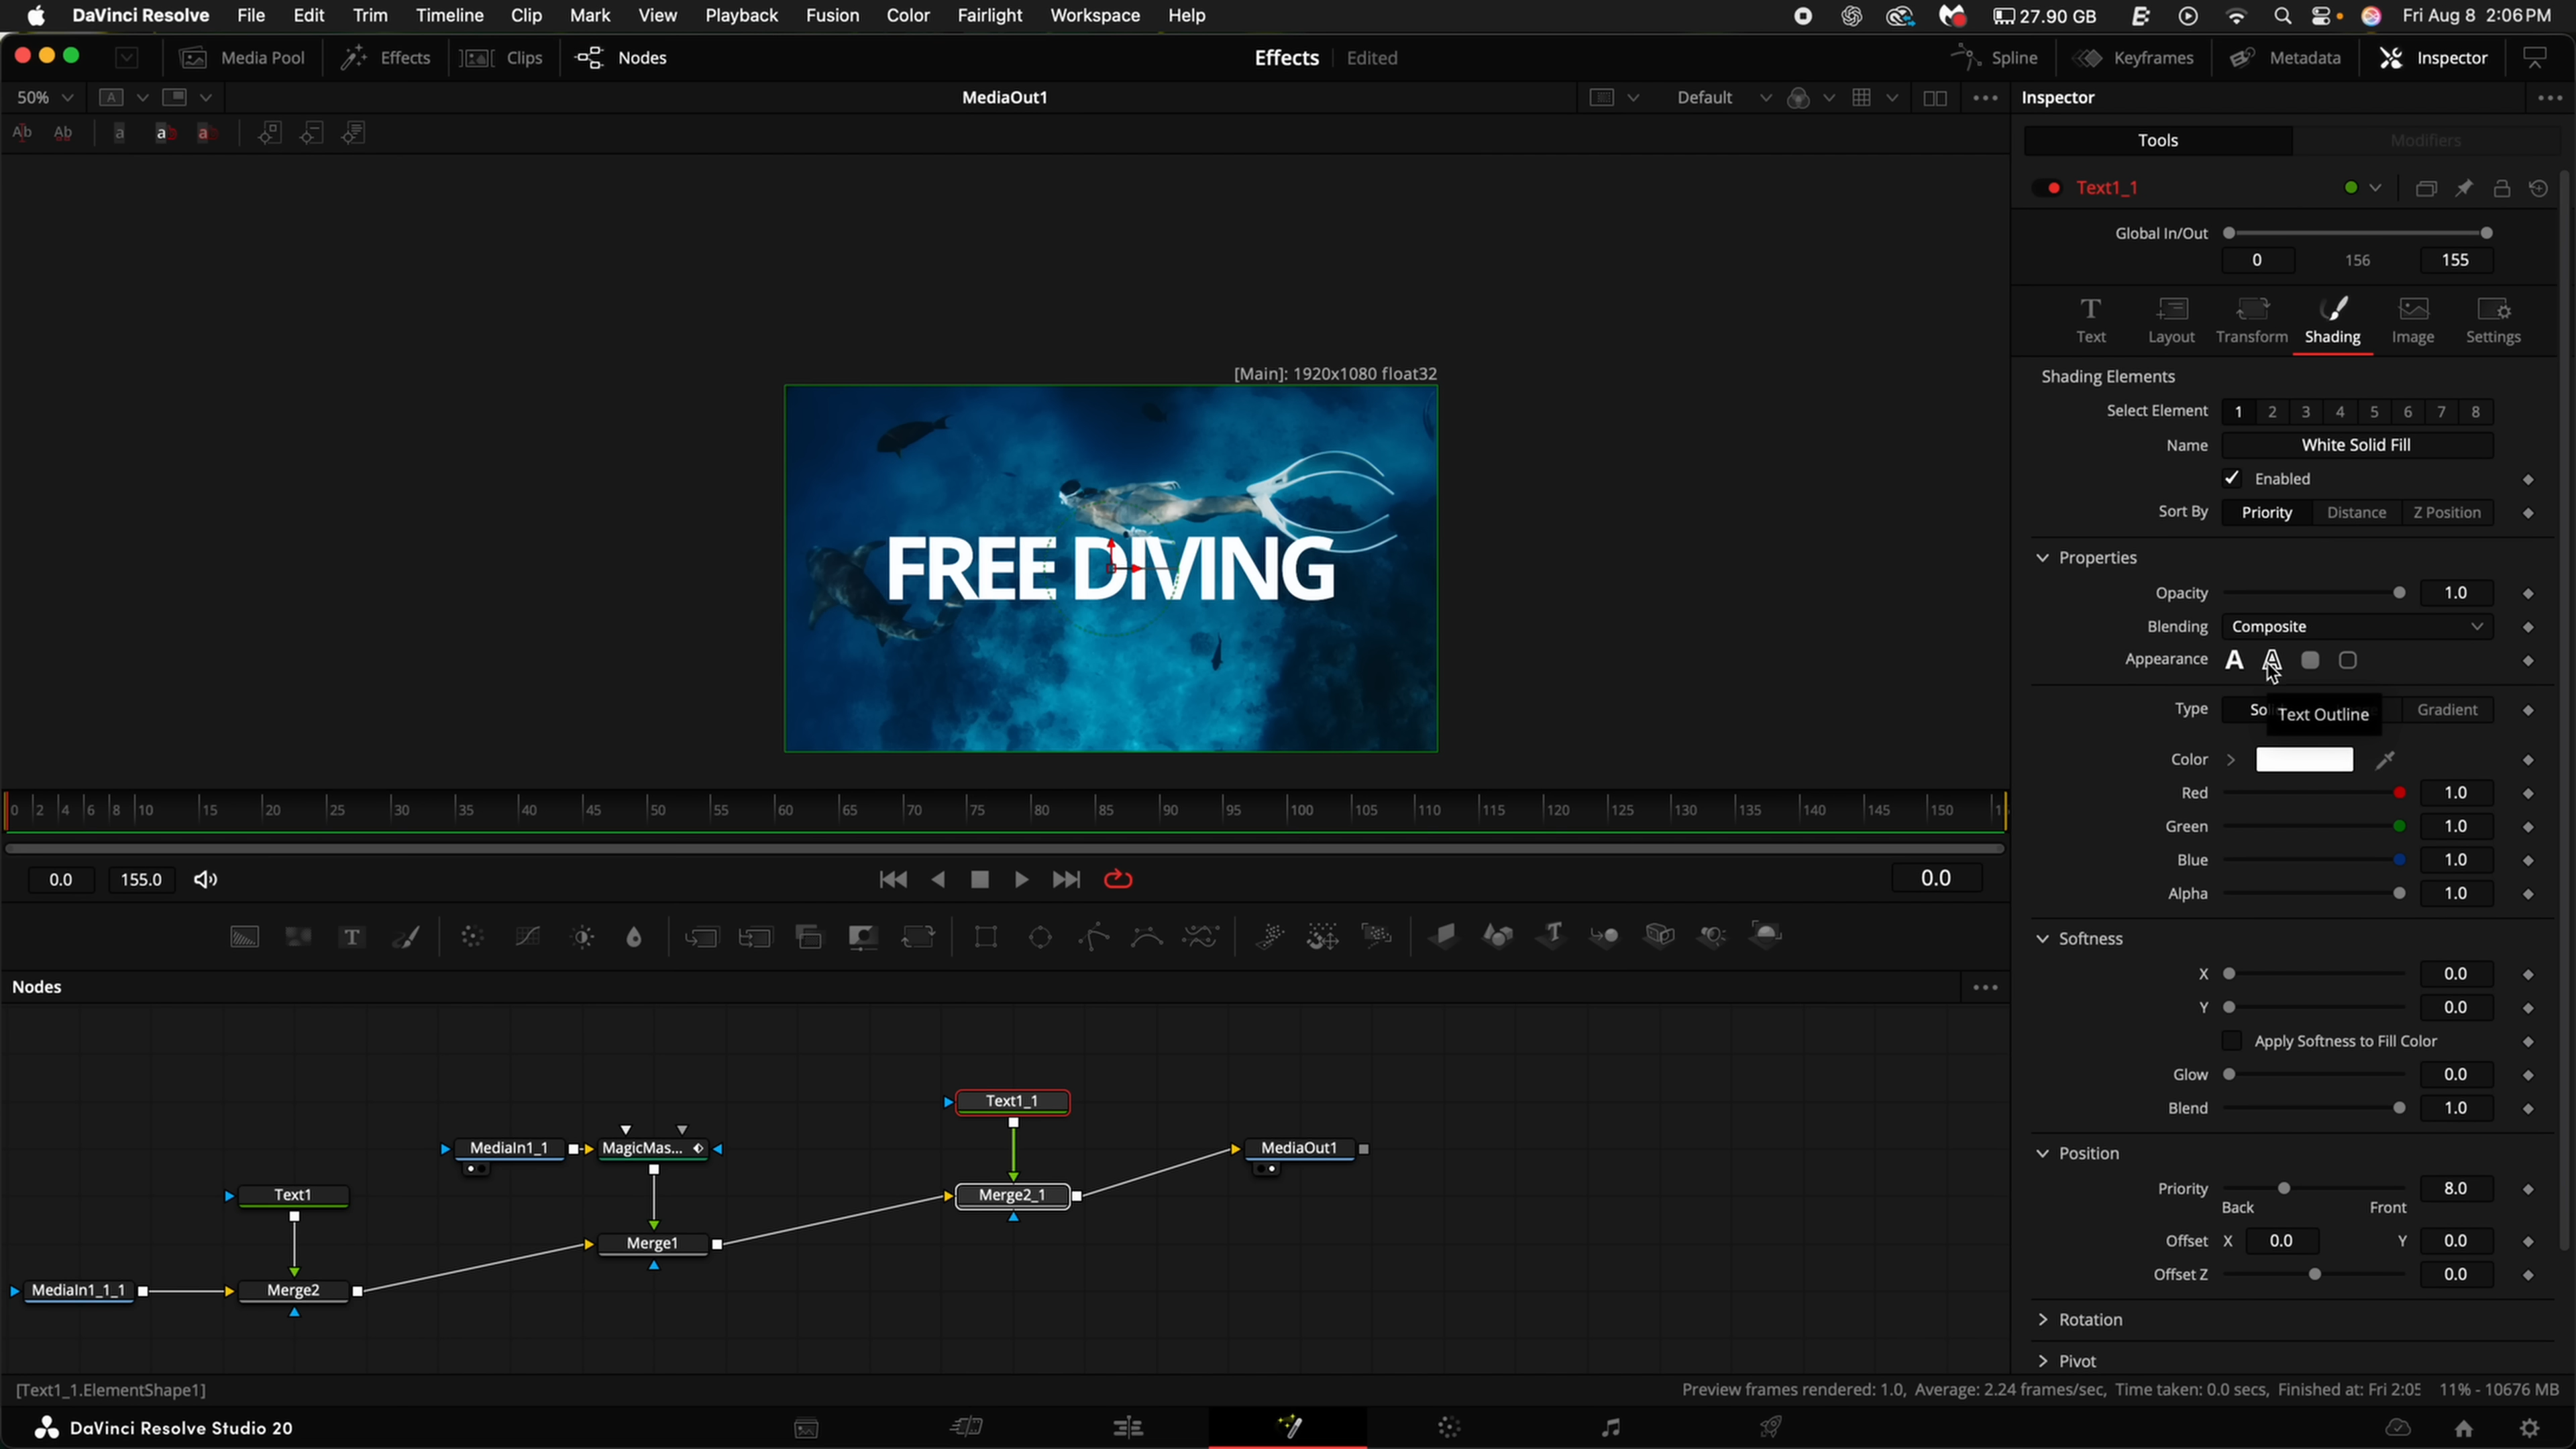 DaVinci Resolve File Edit Trim Timeline Clip Mark View Playback Fusion Color Fairlight Workspace Help 27.90 GB Fri Aug 8 2:06 PM
Media Pool Effects Clips Nodes Effects Edited Spline Keyframes Metadata Inspector
50% A MediaOut1 Default Inspector
Ab Ab a a a
Tools Modifiers
Text1_1
Global In/Out
0 156 155
Text Layout Transform Shading Image Settings
[Main]: 1920x1080 float32
Shading Elements
Select Element 1 2 3 4 5 6 7 8
Name White Solid Fill
Enabled
Sort By Priority Distance Z Position
FREE DIVING
Properties
Opacity 1.0
Blending Composite
Appearance A A
Type Gradient
Text Outline
Color
Red 1.0
0 2 4 6 8 10 15 20 25 30 35 40 45 50 55 60 65 70 75 80 85 90 95 100 105 110 115 120 125 130 135 140 145 150
Green 1.0
Blue 1.0
0.0 155.0 0.0
Alpha 1.0
T
Softness
X 0.0
Nodes
Y 0.0
Apply Softness to Fill Color
Glow 0.0
Blend 1.0
Text1_1
MediaIn1_1 MagicMas... MediaOut1
Position
Text1 Merge2_1
Priority 8.0
Back Front
Merge1
Offset X 0.0 Y 0.0
MediaIn1_1_1 Merge2
Offset Z 0.0
Rotation
Pivot
[Text1_1.ElementShape1] Preview frames rendered: 1.0, Average: 2.24 frames/sec, Time taken: 0.0 secs, Finished at: Fri 2:05 11% - 10676 MB
DaVinci Resolve Studio 20